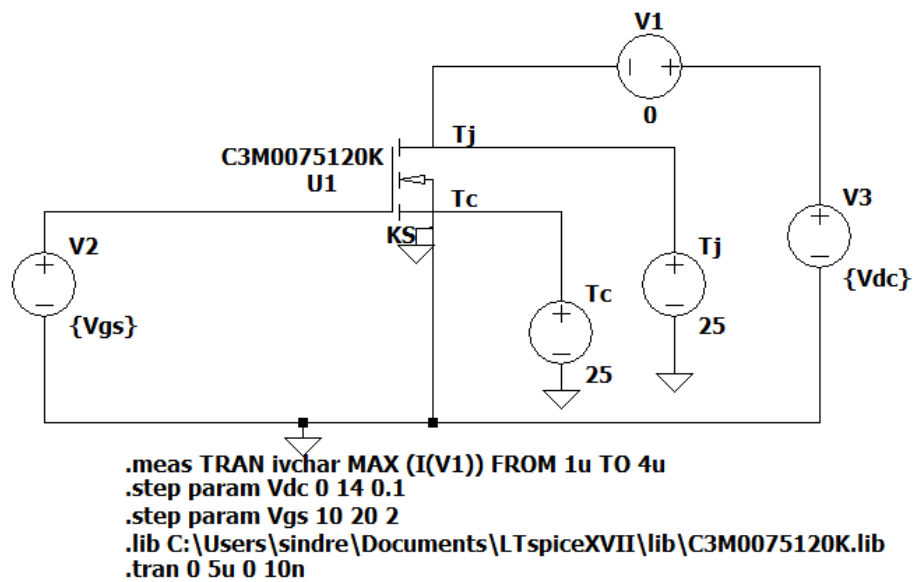 V1
0
C3M0075120K
U1
Tj
Tc
KS
V2
{Vgs}
V3
{Vdc}
Tj
25
Tc
25
.meas TRAN ivchar MAX (I(V1)) FROM 1u TO 4u
.step param Vdc 0 14 0.1
.step param Vgs 10 20 2
.lib C:\Users\sindre\Documents\LTspiceXVII\lib\C3M0075120K.lib
.tran 0 5u 0 10n